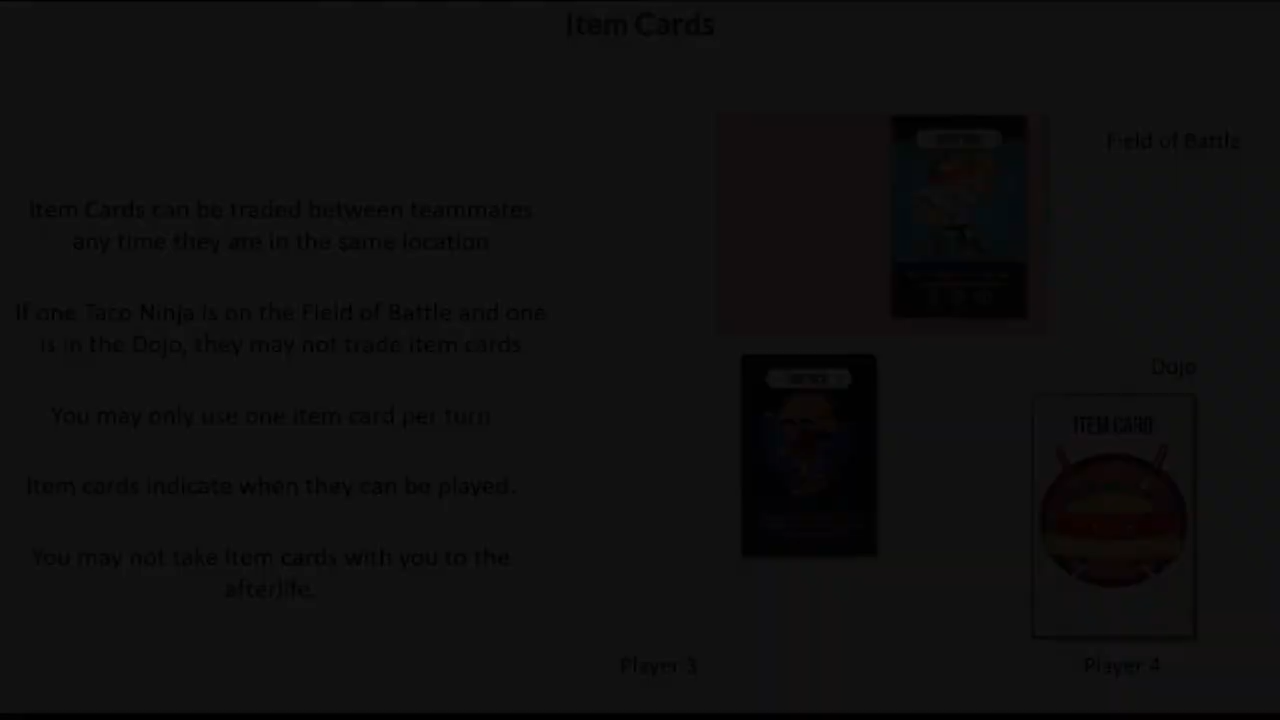 Item Cards
Field of Battle
Item Cards can be traded between teammates
any time they are in the same location
If one Taco Ninja is on the Field of Battle and one
is in the Dojo, they may not trade item cards
Dojo
You may only use one item card per turn
ITEM CARD
Item cards indicate when they can be played.
You may not take item cards with you to the
afterlife.
Player 3
Player 4